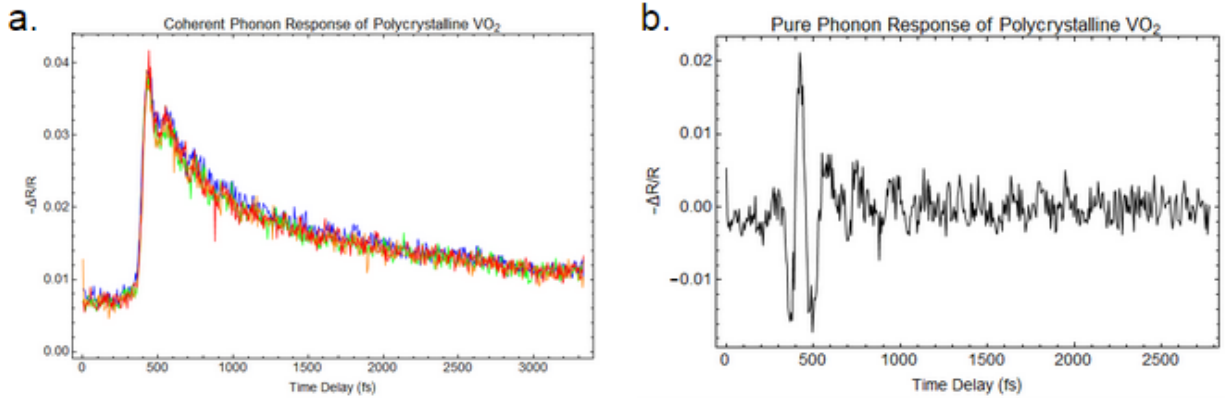 a.
Coherent Phonon Response of Polycrystalline VO₂
-ΔR/R
0.04
0.03
0.02
0.01
0.00
0 500 1000 1500 2000 2500 3000
Time Delay (fs)
b.
Pure Phonon Response of Polycrystalline VO₂
-ΔR/R
0.02
0.01
0.00
-0.01
0 500 1000 1500 2000 2500
Time Delay (fs)